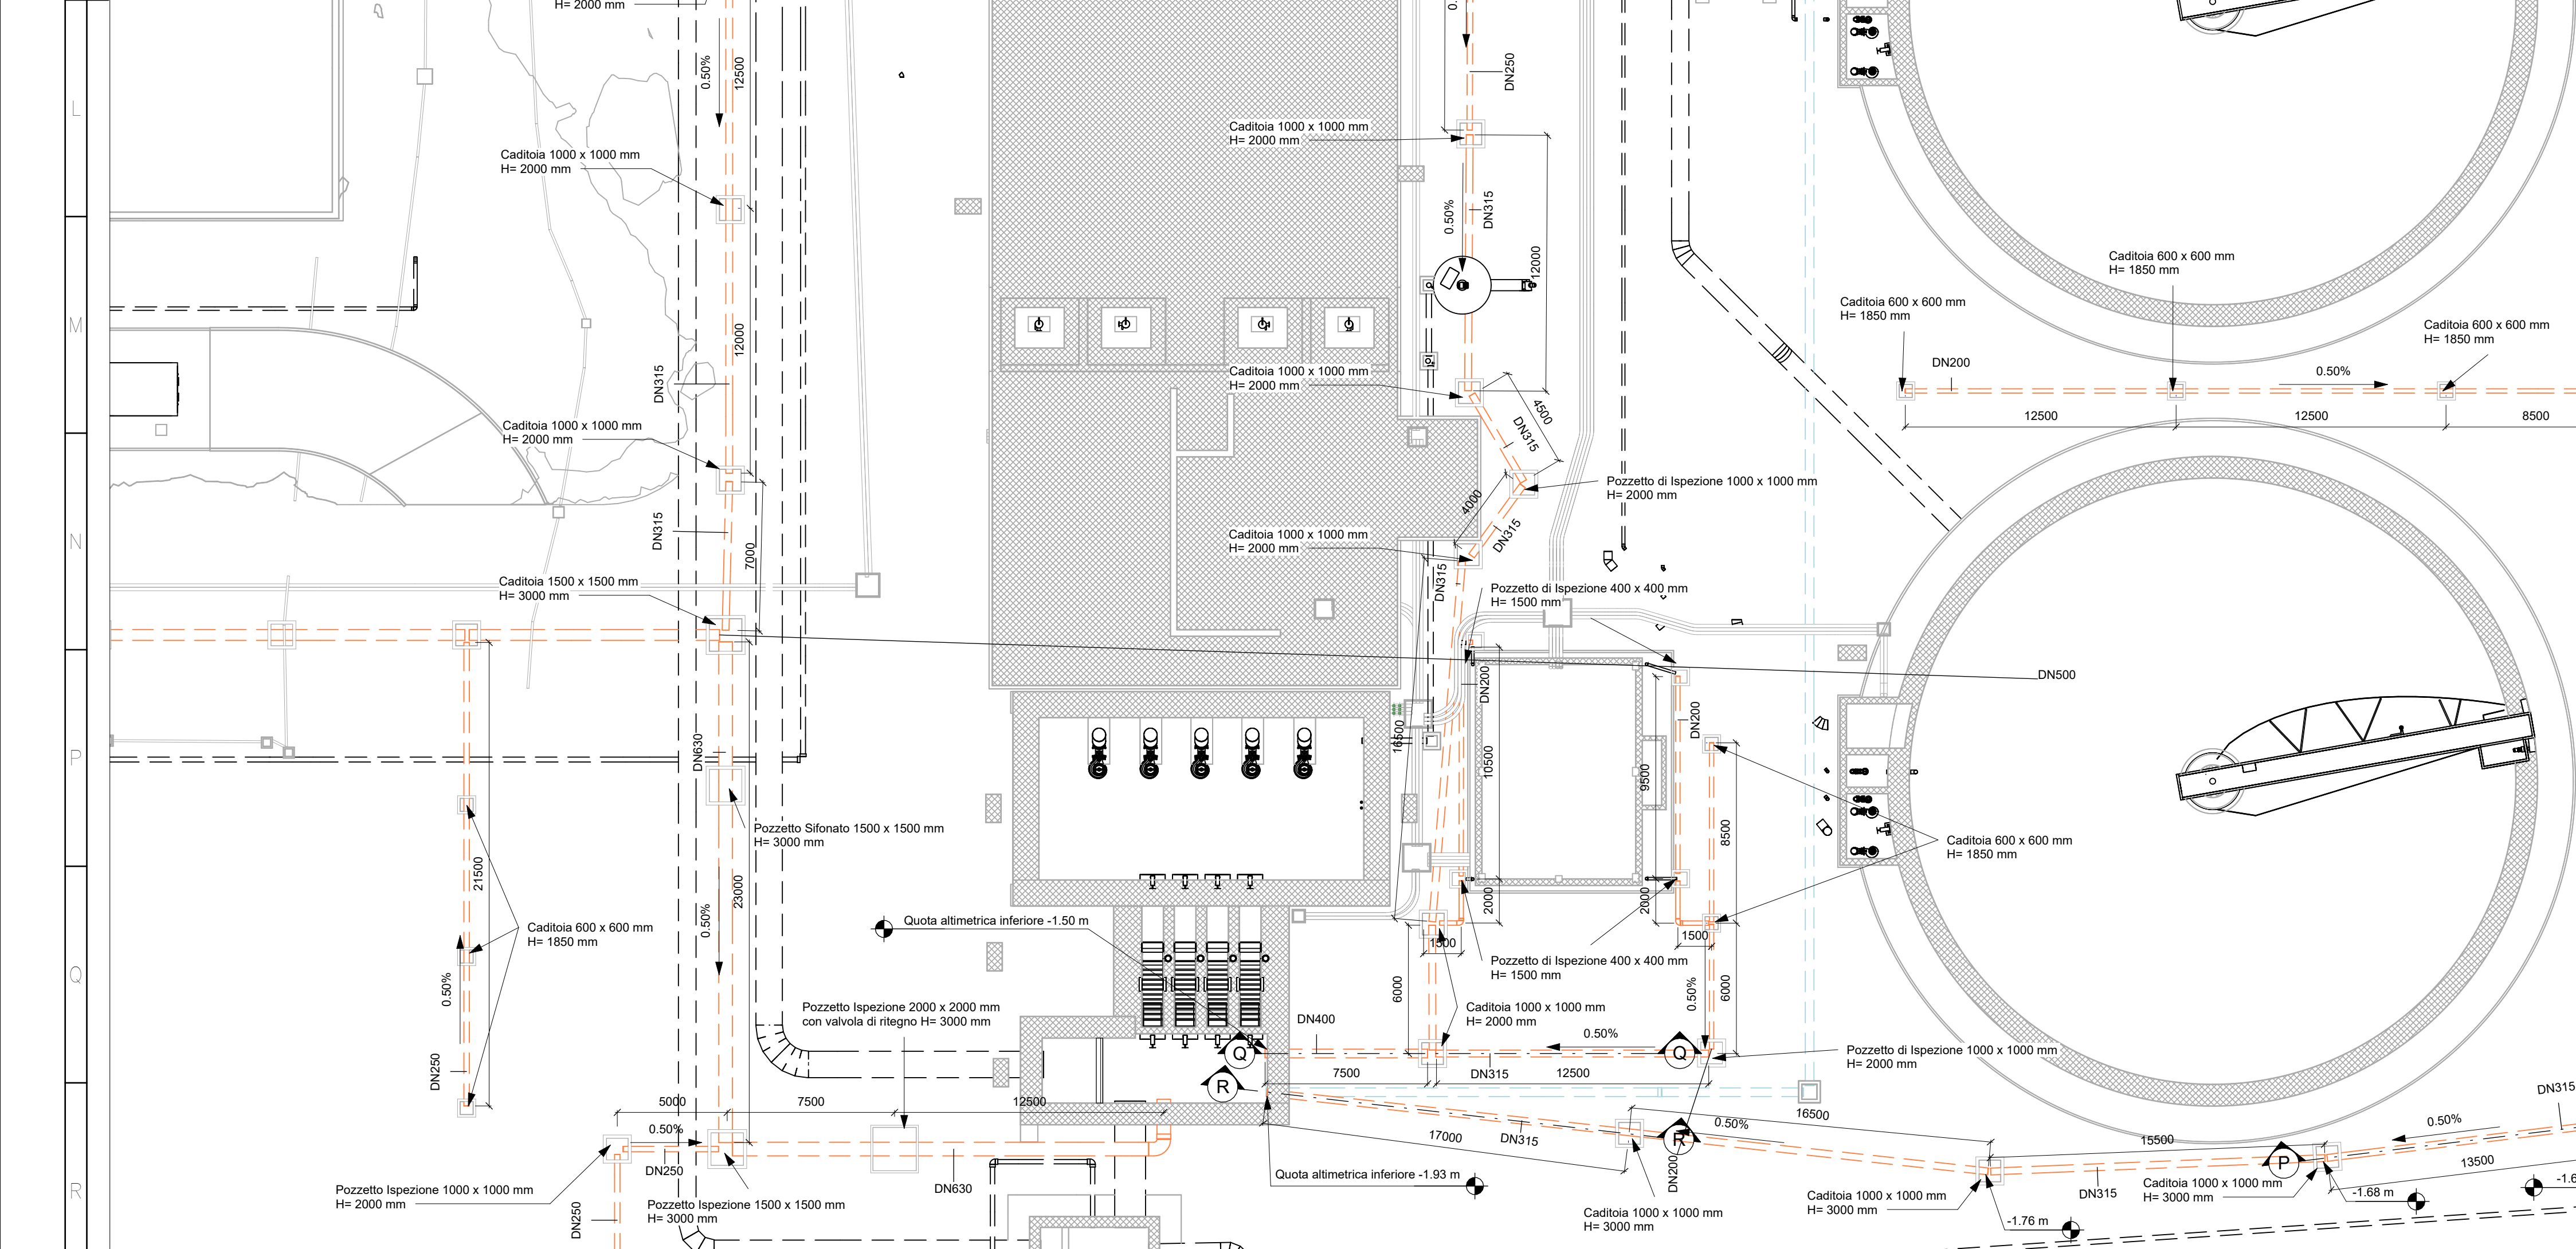 H= 2000 mm
0.50%
12500
L
DN250
Caditoia 1000 x 1000 mm
H= 2000 mm
Caditoia 1000 x 1000 mm
H= 2000 mm
0.50%
DN315
12000
Caditoia 600 x 600 mm
H= 1850 mm
Caditoia 600 x 600 mm
H= 1850 mm
Caditoia 600 x 600 mm
H= 1850 mm
M
12000
DN315
Caditoia 1000 x 1000 mm
H= 2000 mm
DN200
0.50%
12500
12500
8500
4500
DN315
Caditoia 1000 x 1000 mm
H= 2000 mm
Pozzetto di Ispezione 1000 x 1000 mm
H= 2000 mm
4000
DN315
N
DN315
7000
Caditoia 1000 x 1000 mm
H= 2000 mm
DN315
Caditoia 1500 x 1500 mm
H= 3000 mm
Pozzetto di Ispezione 400 x 400 mm
H= 1500 mm
DN500
DN200
DN200
P
DN630
16500
10500
9500
8500
Pozzetto Sifonato 1500 x 1500 mm
H= 3000 mm
Caditoia 600 x 600 mm
H= 1850 mm
21500
23000
2000
2000
Caditoia 600 x 600 mm
H= 1850 mm
0.50%
Quota altimetrica inferiore -1.50 m
1500
1500
Pozzetto di Ispezione 400 x 400 mm
H= 1500 mm
Q
0.50%
6000
0.50%
6000
Pozzetto Ispezione 2000 x 2000 mm
con valvola di ritegno H= 3000 mm
Caditoia 1000 x 1000 mm
H= 2000 mm
DN400
0.50%
Q
Q
Pozzetto di Ispezione 1000 x 1000 mm
H= 2000 mm
DN250
7500
DN315
12500
R
5000
7500
12500
0.50%
DN250
17000
DN315
R
0.50%
16500
DN315
0.50%
15500
13500
P
DN200
Quota altimetrica inferiore -1.93 m
R
Pozzetto Ispezione 1000 x 1000 mm
H= 2000 mm
DN630
DN250
Pozzetto Ispezione 1500 x 1500 mm
H= 3000 mm
Caditoia 1000 x 1000 mm
H= 3000 mm
Caditoia 1000 x 1000 mm
H= 3000 mm
DN315
Caditoia 1000 x 1000 mm
H= 3000 mm
-1.68 m
-1.76 m